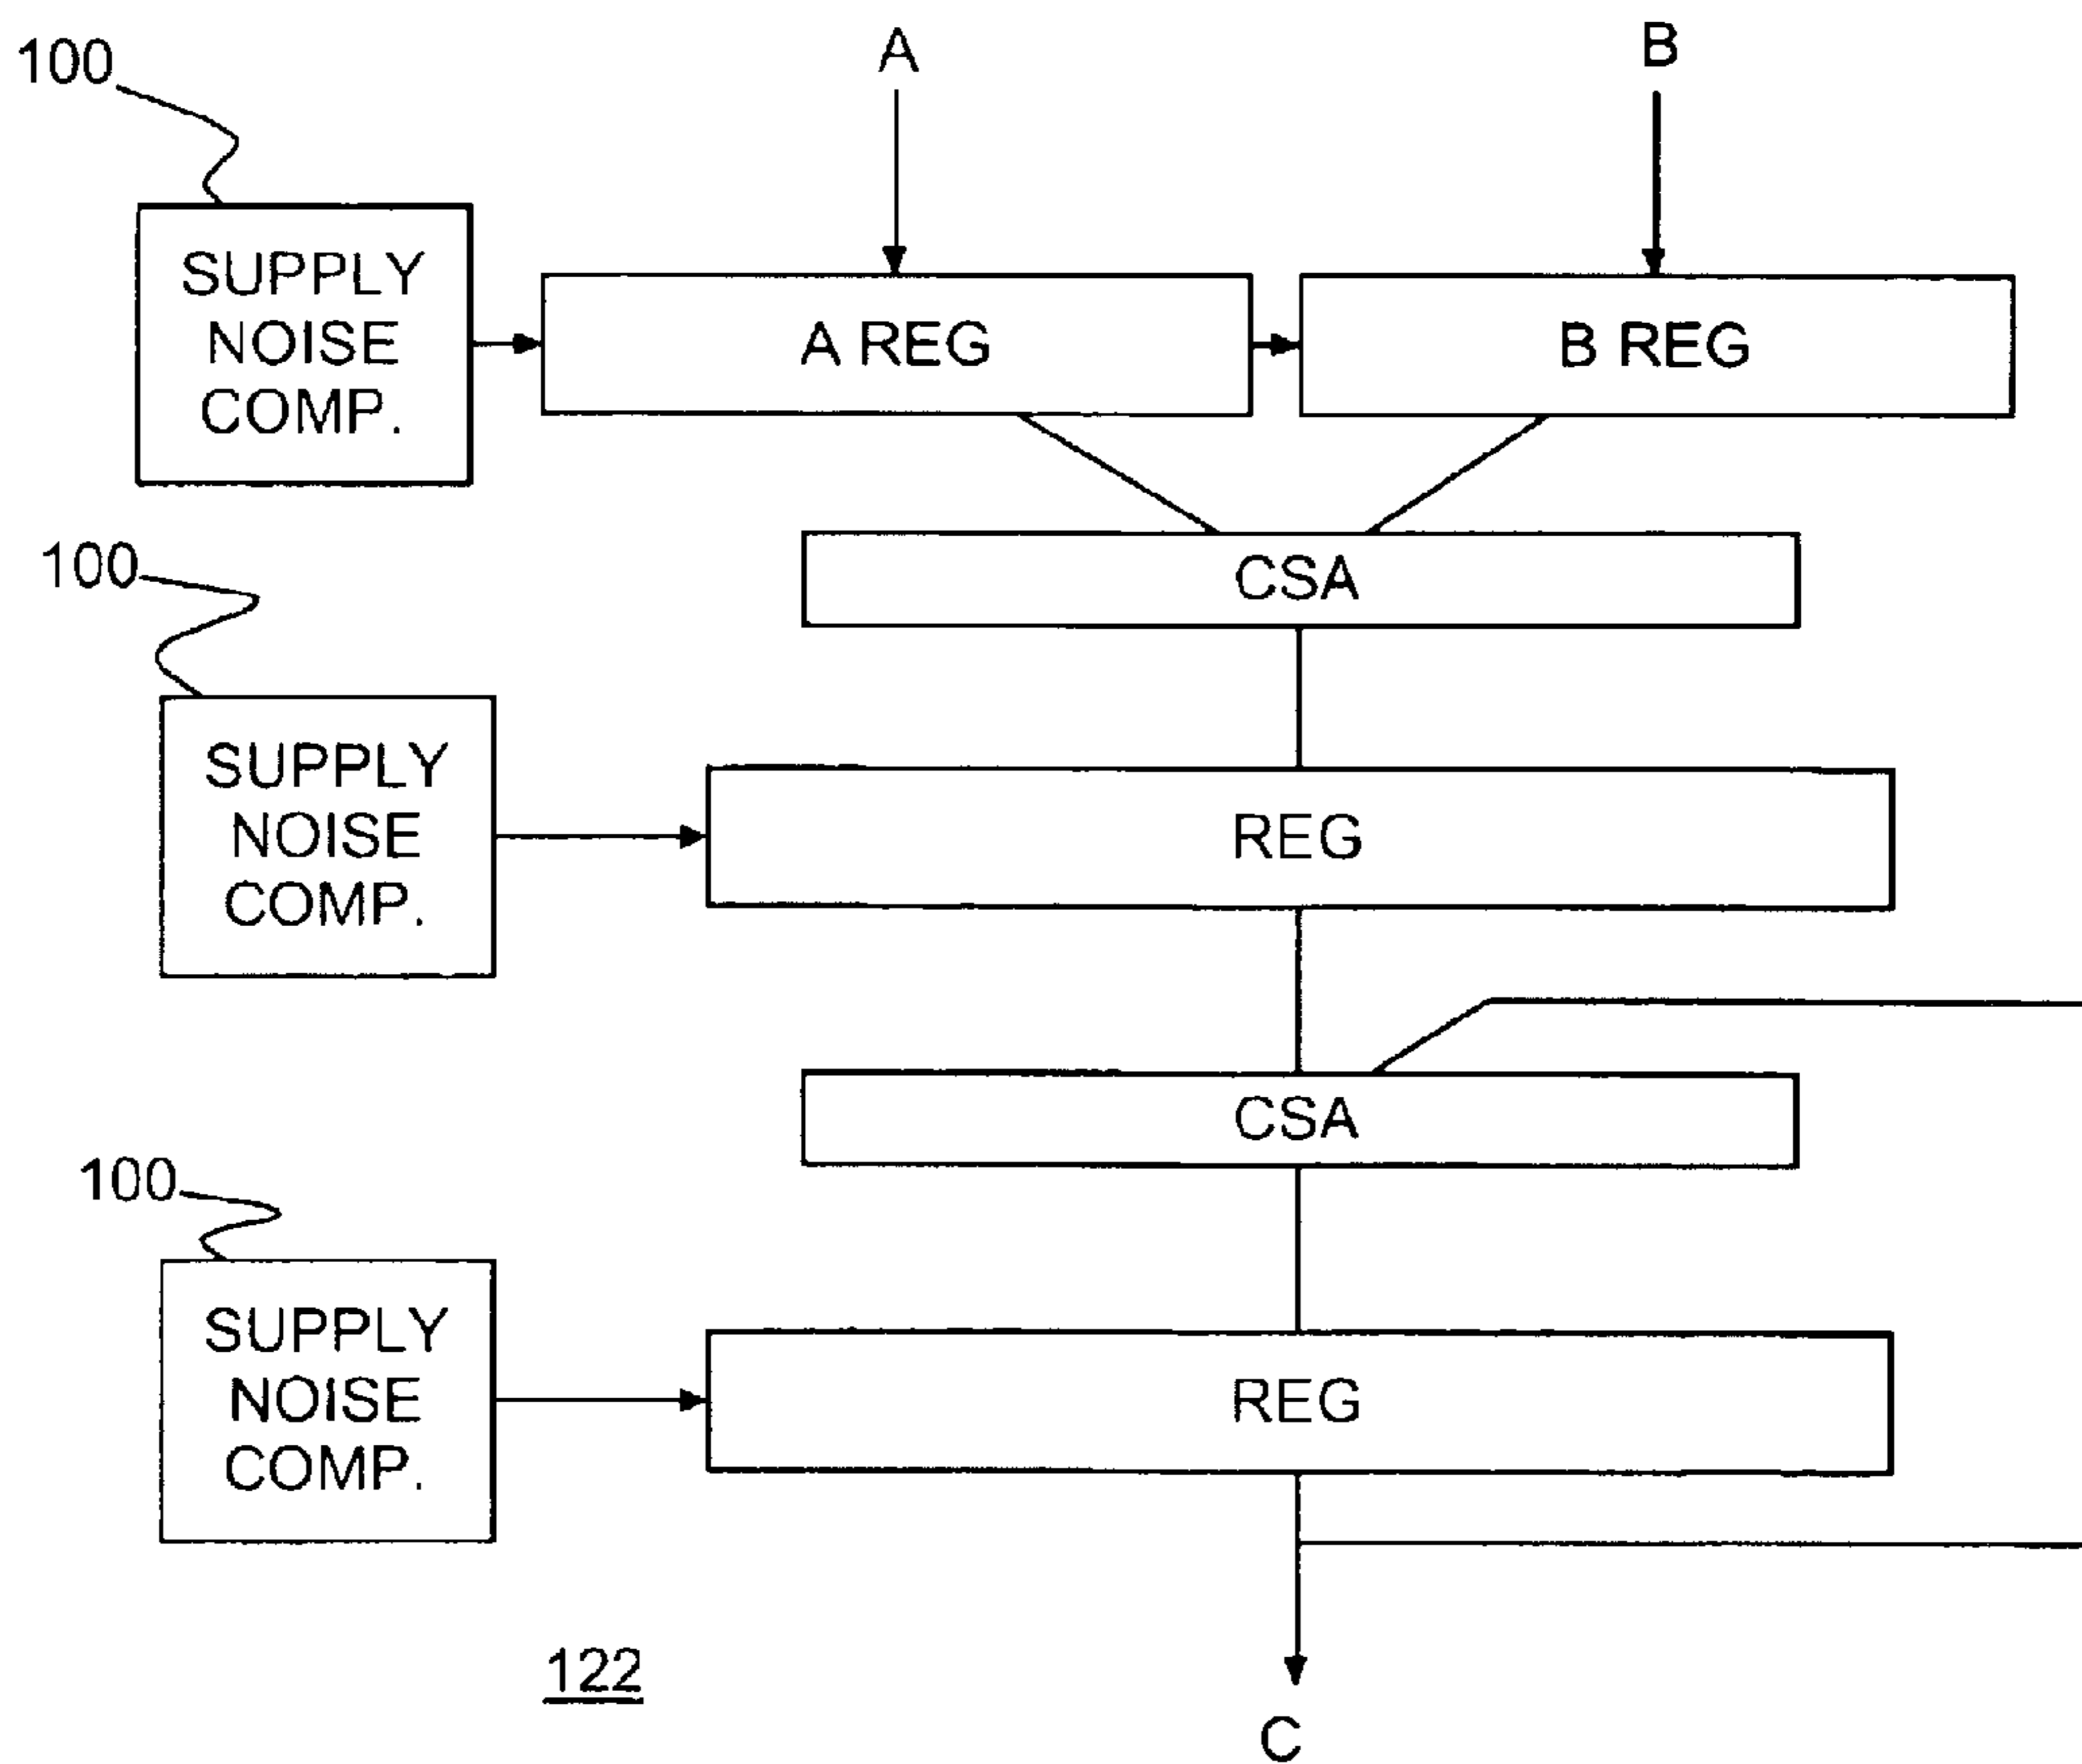 A
B
100
SUPPLY
NOISE
COMP.
A REG
B REG
CSA
100
SUPPLY
NOISE
COMP.
REG
CSA
100
SUPPLY
NOISE
COMP.
REG
122
C